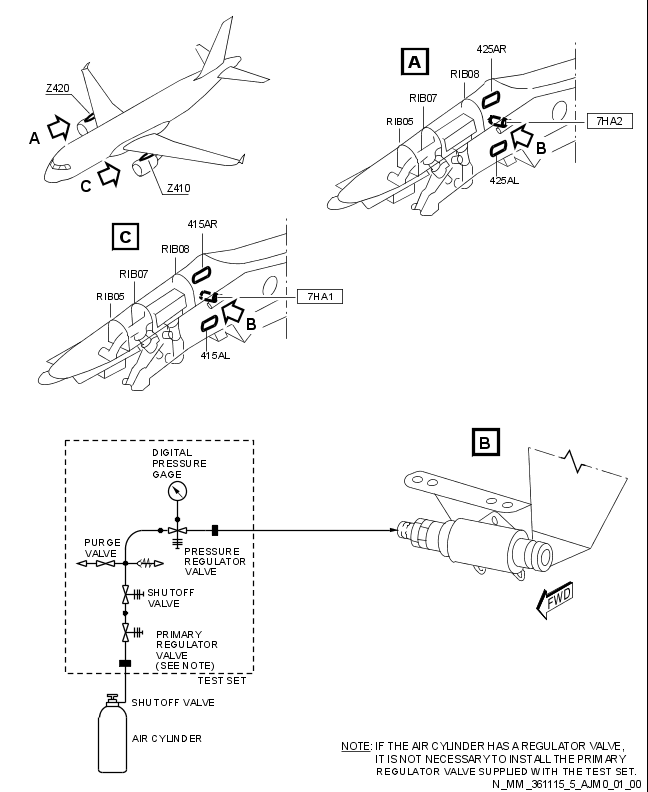 Z420
A
C
Z410
A
425AR
RIB08
RIB07
RIB05
7HA2
B
425AL
C
415AR
RIB08
RIB07
RIB05
7HA1
B
415AL
B
DIGITAL
PRESSURE
GAGE
PURGE
VALVE
PRESSURE
REGULATOR
VALVE
SHUTOFF
VALVE
PRIMARY
REGULATOR
VALVE
(SEE NOTE)
TEST SET
SHUTOFF VALVE
AIR CYLINDER
FWD
NOTE: IF THE AIR CYLINDER HAS A REGULATOR VALVE,
IT IS NOT NECESSARY TO INSTALL THE PRIMARY
REGULATOR VALVE SUPPLIED WITH THE TEST SET.
N_MM_361115_5_AJM0_01_00